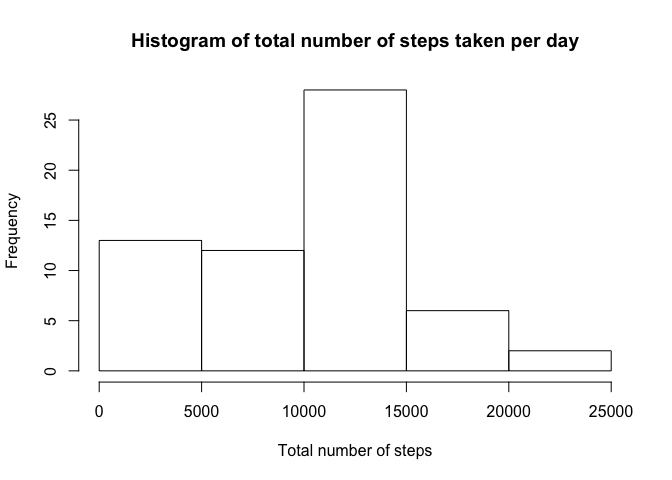 Histogram of total number of steps taken per day
Frequency
25
20
15
10
5
0
0 5000 10000 15000 20000 25000
Total number of steps